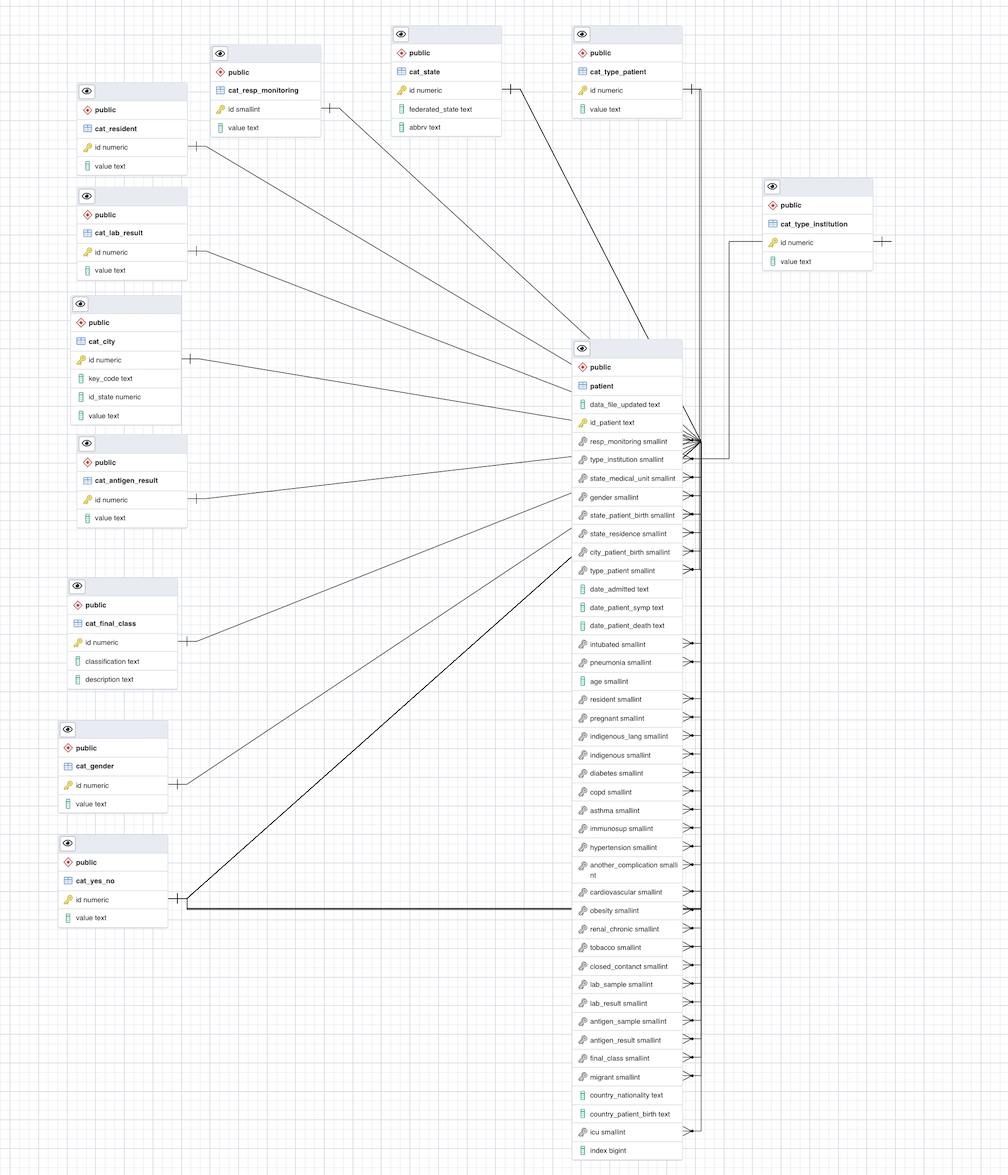 public
cat_resident
id numeric
value text
public
cat_resp_monitoring
id smallint
value text
public
cat_state
id numeric
federated_state text
abbrv text
public
cat_type_patient
id numeric
value text
public
cat_type_institution
id numeric
value text
public
cat_lab_result
id numeric
value text
public
cat_city
id numeric
key_code text
id_state numeric
value text
public
cat_antigen_result
id numeric
value text
public
cat_final_class
id numeric
classification text
description text
public
cat_gender
id numeric
value text
public
cat_yes_no
id numeric
value text
public
patient
data_file_updated text
id_patient text
resp_monitoring smallint
type_institution smallint
state_medical_unit smallint
gender smallint
state_patient_birth smallint
state_residence smallint
city_patient_birth smallint
type_patient smallint
date_admitted text
date_patient_symp text
date_patient_death text
intubated smallint
pneumonia smallint
age smallint
resident smallint
pregnant smallint
indigenous_lang smallint
indigenous smallint
diabetes smallint
copd smallint
asthma smallint
immunosup smallint
hypertension smallint
another_complication smalli
nt
cardiovascular smallint
obesity smallint
renal_chronic smallint
tobacco smallint
closed_contanct smallint
lab_sample smallint
lab_result smallint
antigen_sample smallint
antigen_result smallint
final_class smallint
migrant smallint
country_nationality text
country_patient_birth text
icu smallint
index bigint